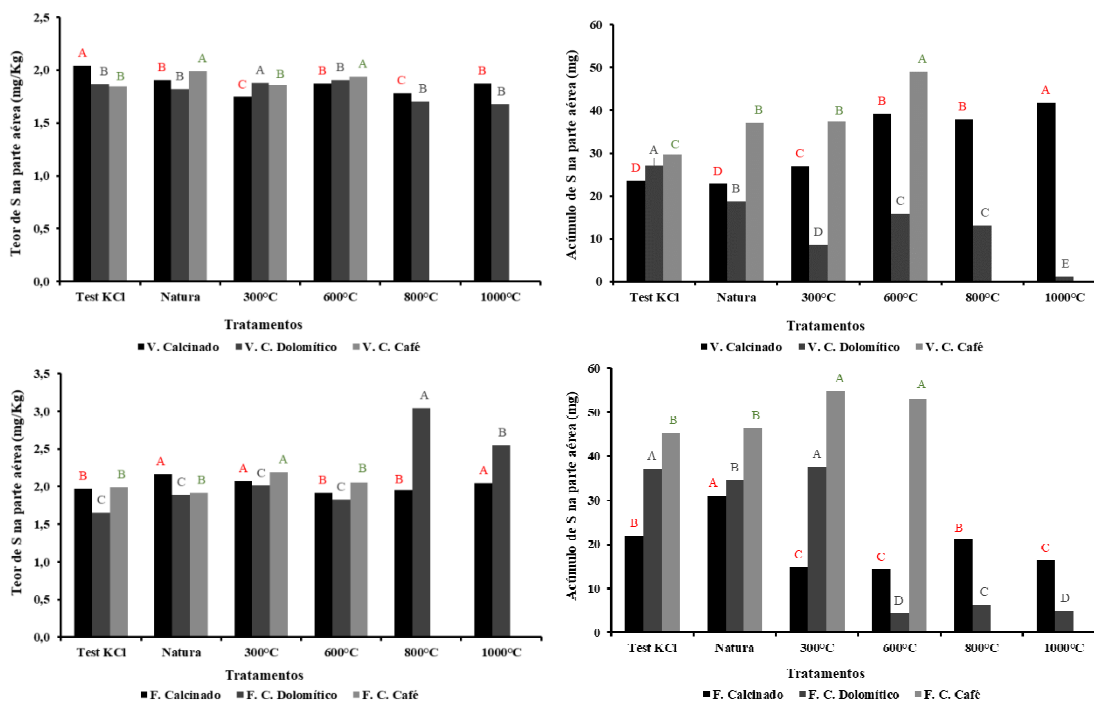 Teor de S na parte aérea (mg/Kg)
2,5
2,0
1,5
1,0
0,5
0,0
A B B
B B A
C A B
B B A
C B
B B
Test KCl Natura 300°C 600°C 800°C 1000°C
Tratamentos
V. Calcinado V. C. Dolomítico V. C. Café
Acúmulo de S na parte aérea (mg)
60
50
40
30
20
10
0
D A C
D B B
C D B
B C A
B C
A E
Test KCl Natura 300°C 600°C 800°C 1000°C
Tratamentos
V. Calcinado V. C. Dolomítico V. C. Café
Teor de S na parte aérea (mg/Kg)
3,5
3,0
2,5
2,0
1,5
1,0
0,5
0,0
B C B
A C B
A C A
B C B
B A
A B
Test KCl Natura 300°C 600°C 800°C 1000°C
Tratamentos
F. Calcinado F. C. Dolomítico F. C. Café
Acúmulo de S na parte aérea (mg)
60
50
40
30
20
10
0
B A B
A B B
C A A
C D A
B C
C D
Test KCl Natura 300°C 600°C 800°C 1000°C
Tratamentos
F. Calcinado F. C. Dolomítico F. C. Café